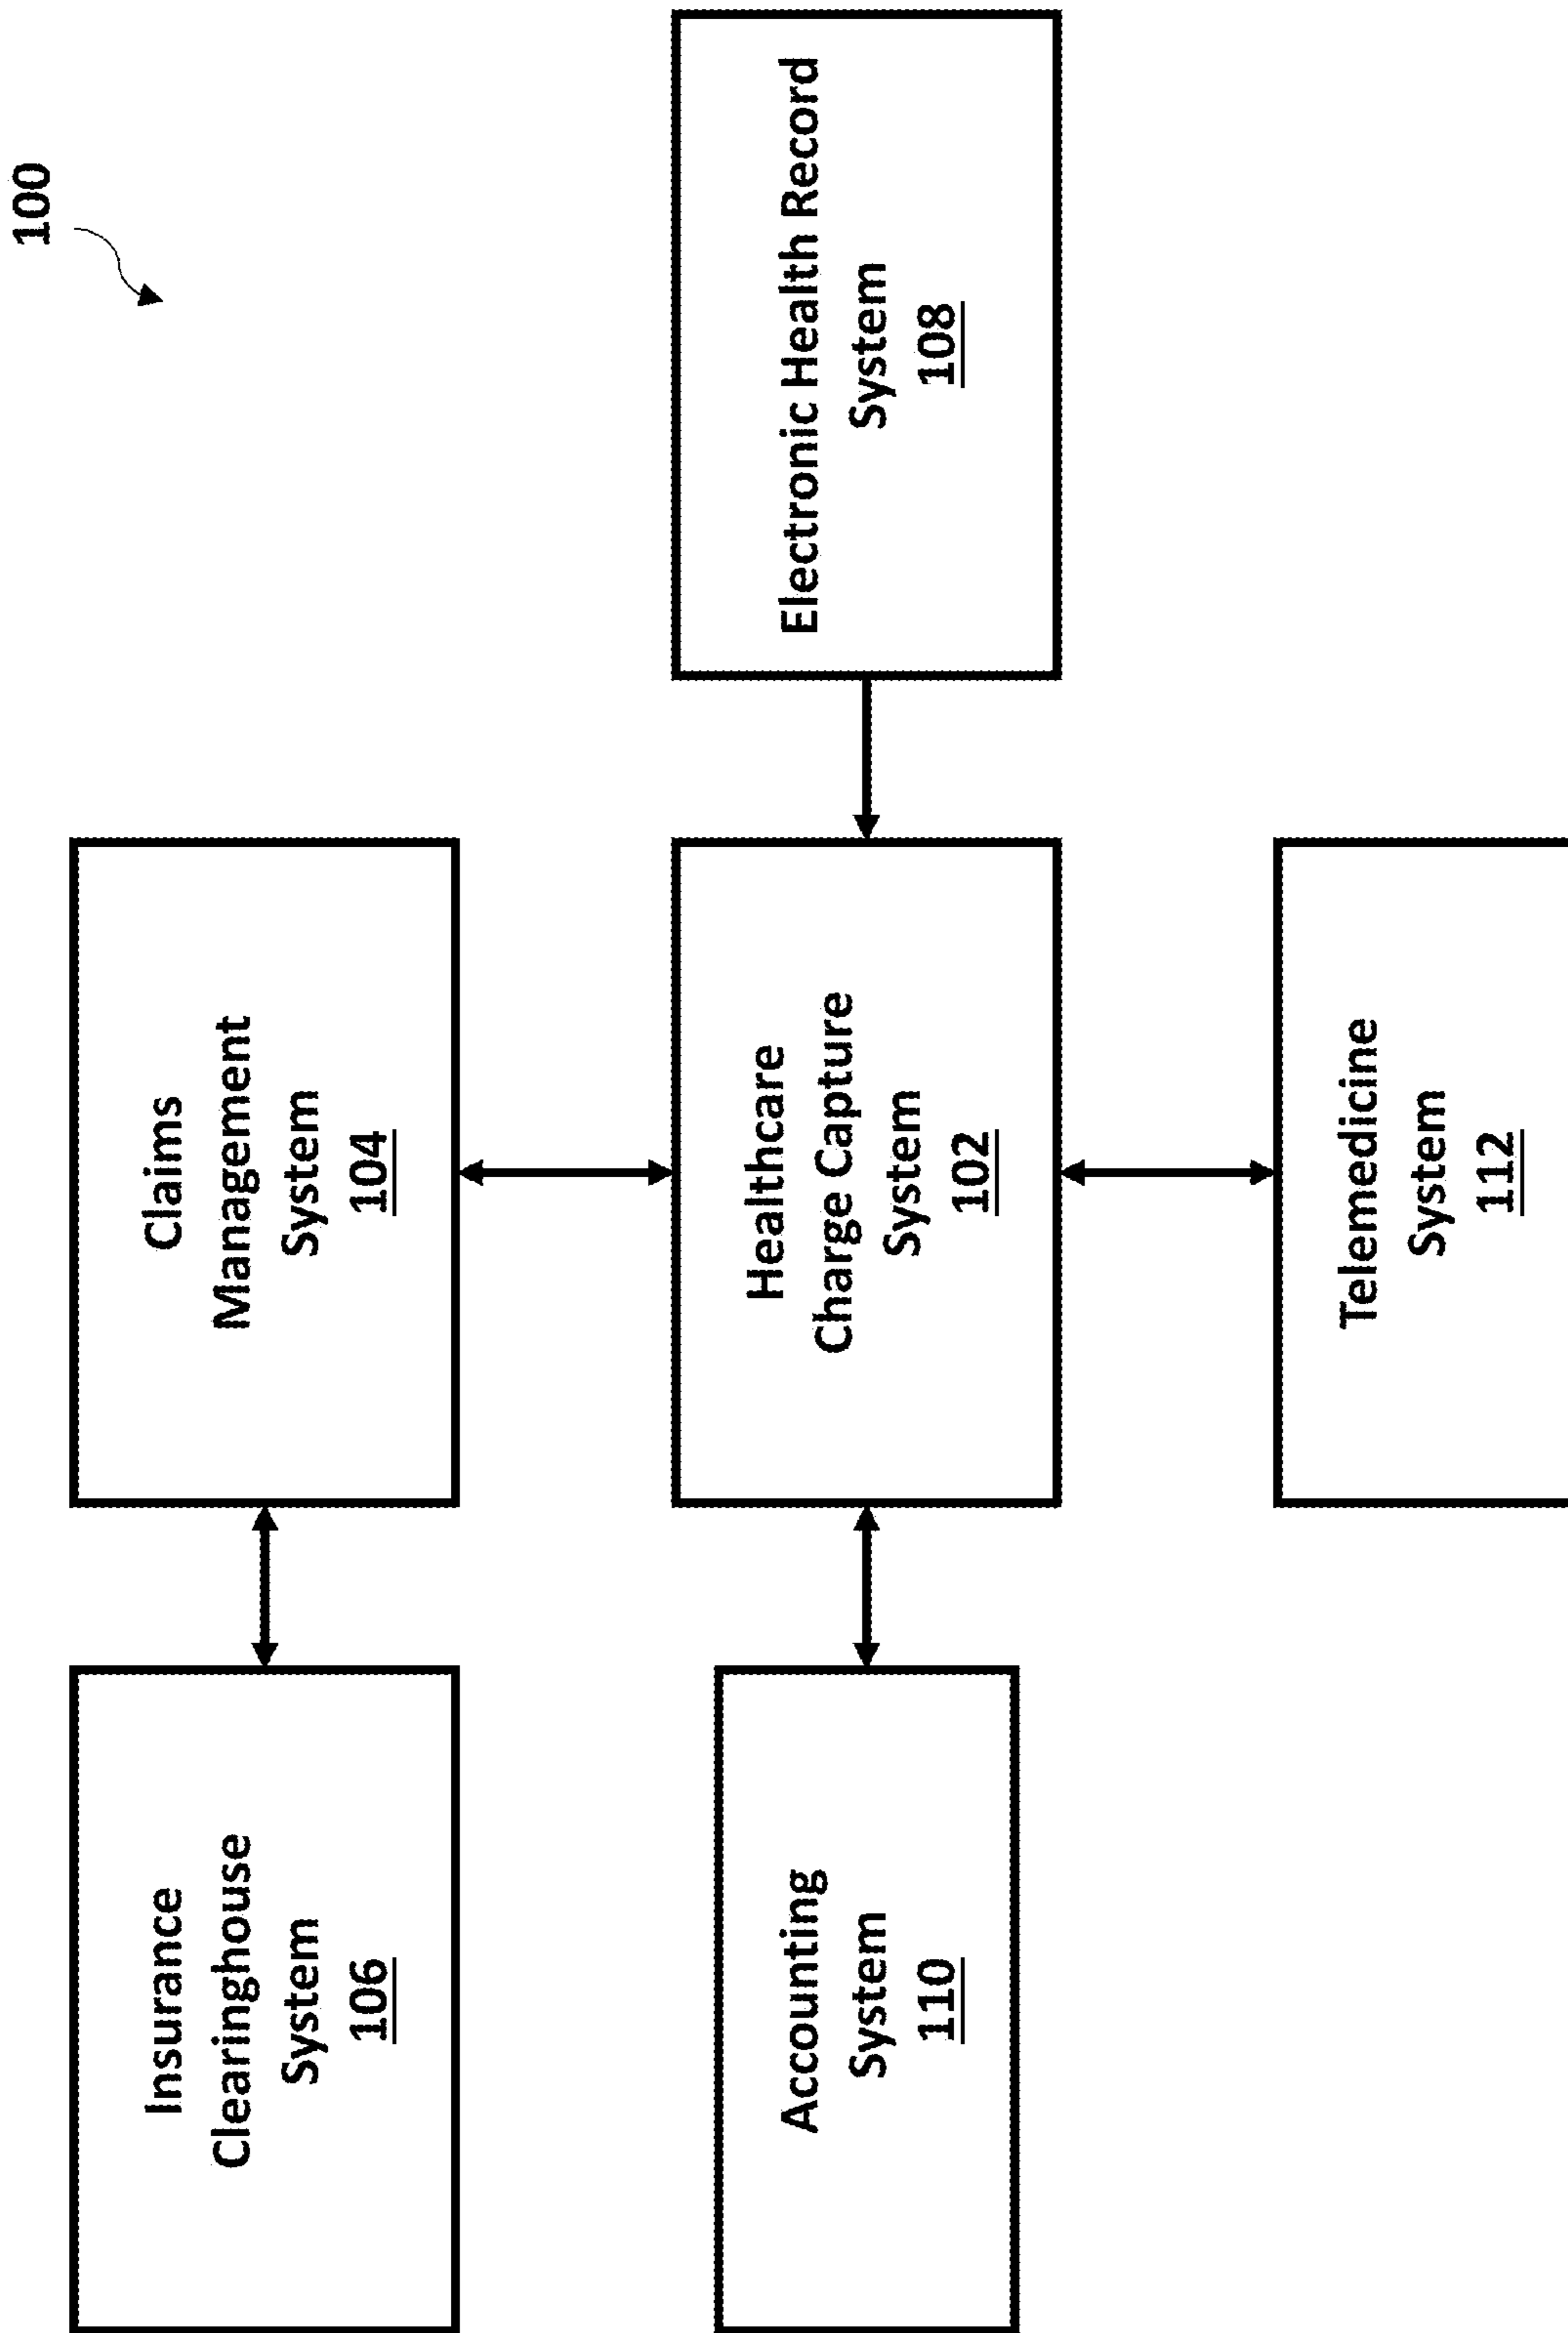 100
Insurance
Clearinghouse
System
106
Claims
Management
System
104
Accounting
System
110
Healthcare
Charge Capture
System
102
Electronic Health Record
System
108
Telemedicine
System
112